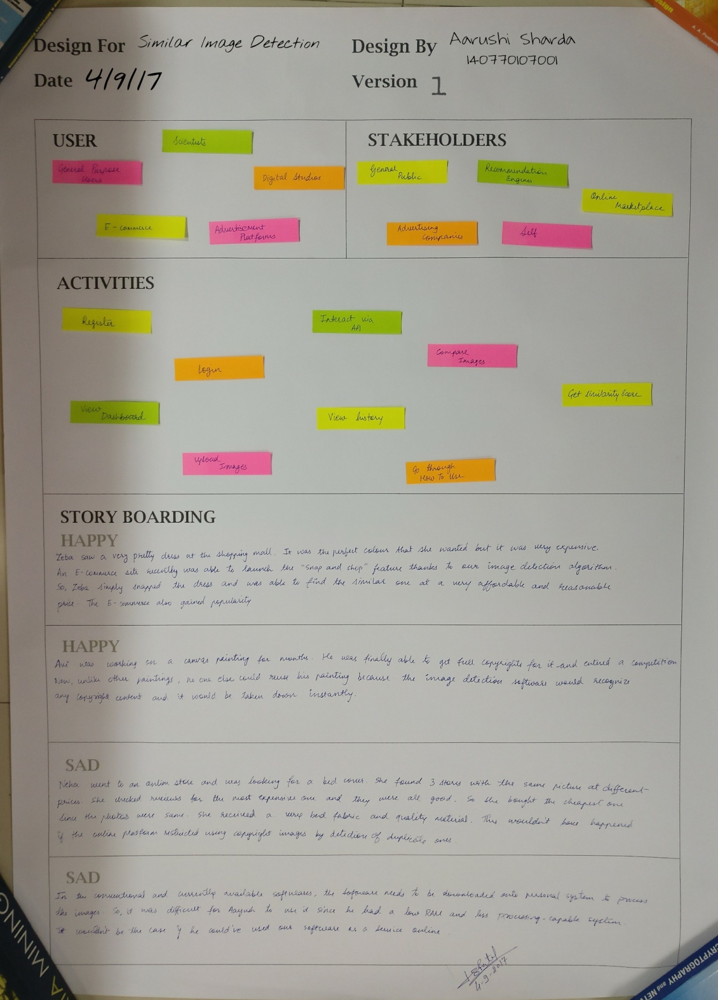 Design For Similar Image Detection
Design By Aarushi Sharda
140770107001
Date 4/9/17
Version 1
USER
Scientists
General Purpose
Users
Digital Studios
E-commerce
Advertisement
Platforms
STAKEHOLDERS
General
Public
Recommendation
Engines
Online
Marketplace
Advertising
Companies
Self
ACTIVITIES
Register
Interact via
API
Compare
Images
Login
Get Similarity Score
View
Dashboard
View history
Upload
Images
Go through
How To Use
STORY BOARDING
HAPPY
Zeba saw a very pretty dress at the shopping mall. It was the perfect colour that she wanted but it was very expensive.
An E-commerce site recently was able to launch the "snap and shop" feature thanks to our image detection algorithm.
So, Zeba simply snapped the dress and was able to find the similar one at a very affordable and reasonable
price. The E-commerce also gained popularity
HAPPY
Avi was working on a canvas painting for months. He was finally able to get full copyrights for it and entered a competition
Now, unlike other paintings, no one else could reuse his painting because the image detection software would recognize
any copyright content and it would be taken down instantly.
SAD
Neha went to an online store and was looking for a bed cover. She found 3 stores with the same picture at different
prices. She checked reviews for the most expensive one and they were all good. So she bought the cheapest one
since the photos were same. She received a very bad fabric and quality material. This wouldn't have happened
if the online platform restricted using copyright images by detection of duplicate ones.
SAD
In the conventional and currently available softwares, the software needs to be downloaded onto personal system to process
the images. So, it was difficult for Aayush to use it since he had a low RAM and less processing-capable system.
It wouldn't be the case if he could've used our software as a service online.
4-9-2017
A MINING
CRYPTOGRAPHY and NET
sign
A. A. Puntam